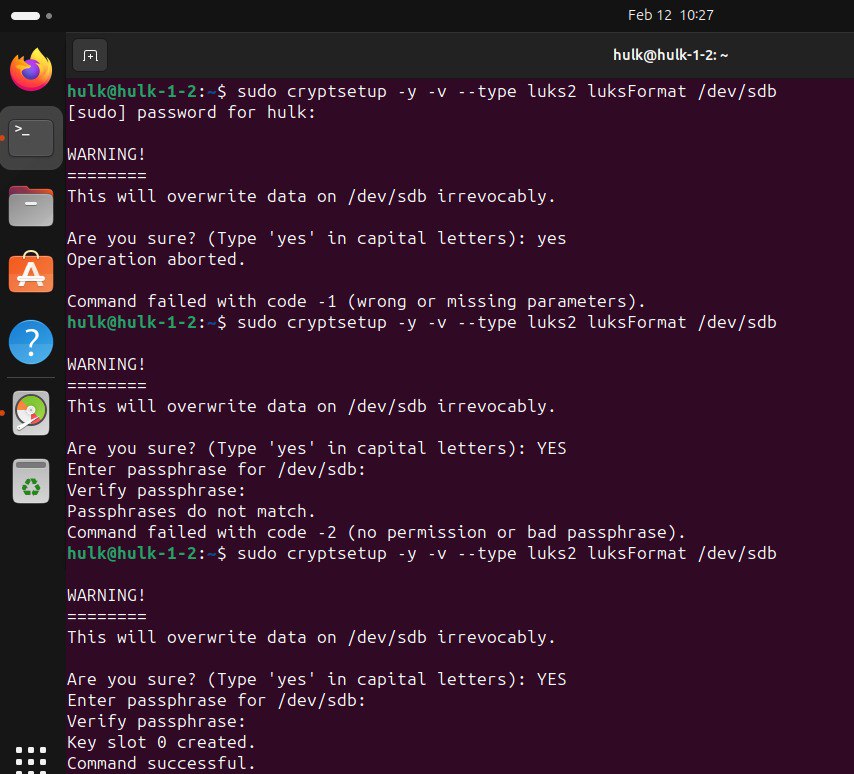 Feb 12 10:27
hulk@hulk-1-2: ~
hulk@hulk-1-2:~$ sudo cryptsetup -y -v --type luks2 luksFormat /dev/sdb
[sudo] password for hulk:
WARNING!
========
This will overwrite data on /dev/sdb irrevocably.
Are you sure? (Type 'yes' in capital letters): yes
Operation aborted.
Command failed with code -1 (wrong or missing parameters).
hulk@hulk-1-2:~$ sudo cryptsetup -y -v --type luks2 luksFormat /dev/sdb
WARNING!
========
This will overwrite data on /dev/sdb irrevocably.
Are you sure? (Type 'yes' in capital letters): YES
Enter passphrase for /dev/sdb:
Verify passphrase:
Passphrases do not match.
Command failed with code -2 (no permission or bad passphrase).
hulk@hulk-1-2:~$ sudo cryptsetup -y -v --type luks2 luksFormat /dev/sdb
WARNING!
========
This will overwrite data on /dev/sdb irrevocably.
Are you sure? (Type 'yes' in capital letters): YES
Enter passphrase for /dev/sdb:
Verify passphrase:
Key slot 0 created.
Command successful.